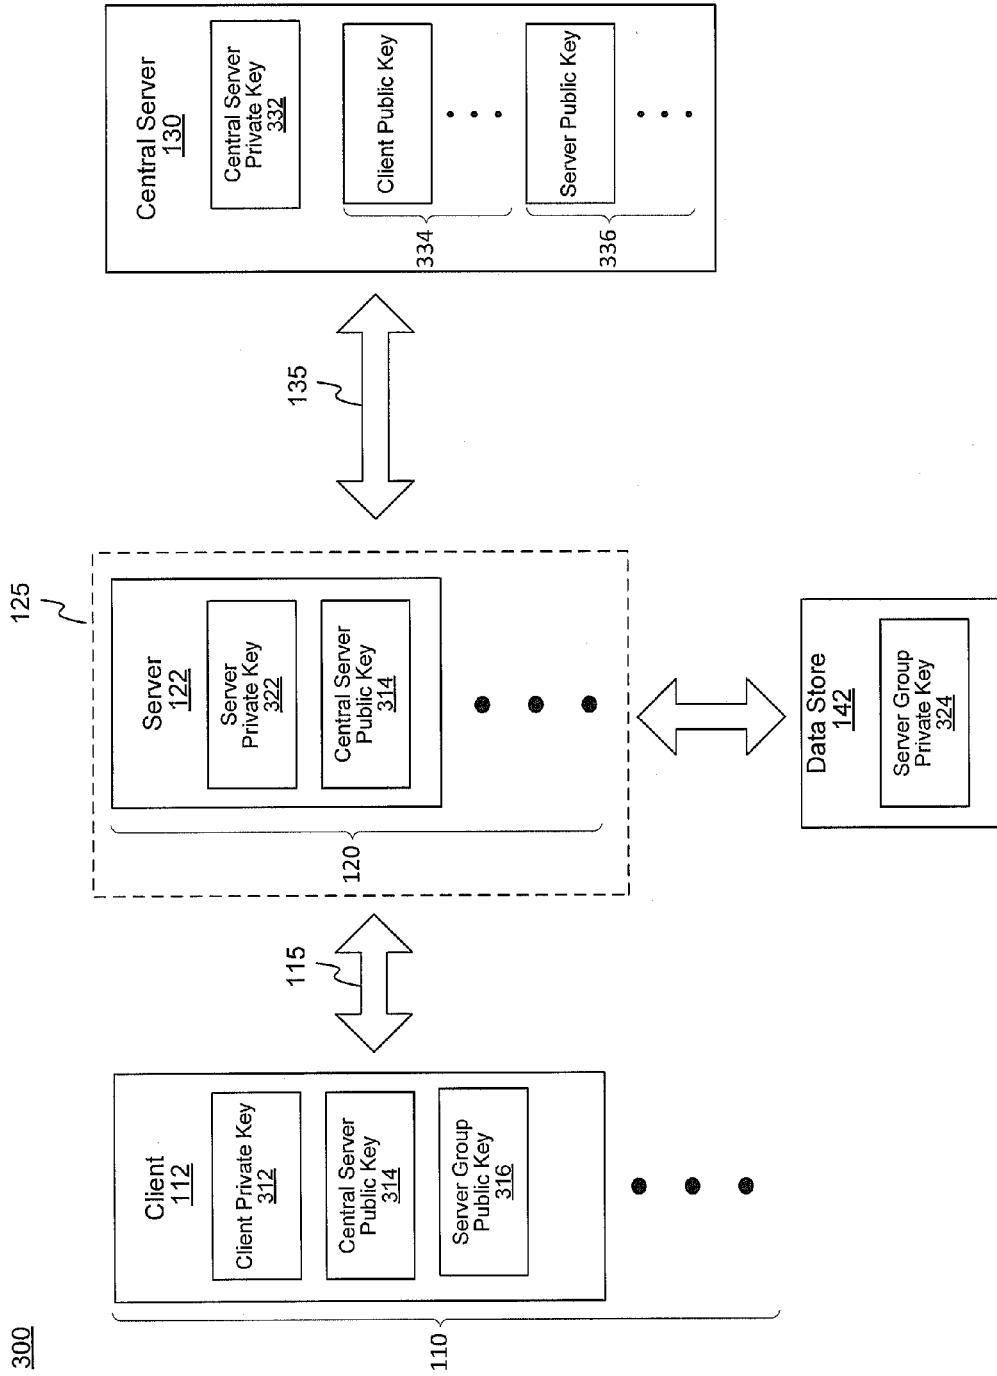 300
Client
112
Client Private Key
312
Central Server
Public Key
314
Server Group
Public Key
316
110
115
125
Server
122
Server
Private Key
322
Central Server
Public Key
314
120
135
Central Server
130
Central Server
Private Key
332
Client Public Key
334
Server Public Key
336
Data Store
142
Server Group
Private Key
324